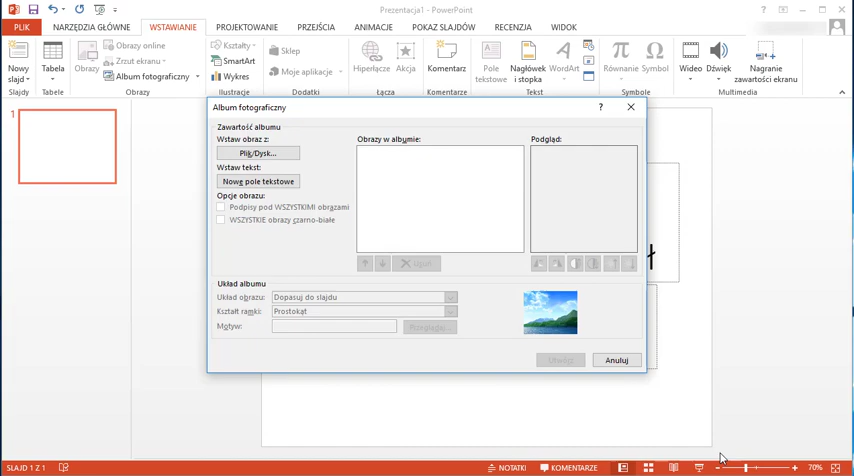 Prezentacja1 - PowerPoint
PLIK
NARZĘDZIA GŁÓWNE
WSTAWIANIE
PROJEKTOWANIE
PRZEJŚCIA
ANIMACJE
POKAZ SLAJDÓW
RECENZJA
WIDOK
Nowy slajd
Tabela
Obrazy
Obrazy online
Zrzut ekranu
Album fotograficzny
Kształty
SmartArt
Wykres
Sklep
Moje aplikacje
Hiperłącze
Akcja
Komentarz
Pole tekstowe
Nagłówek i stopka
WordArt
Równanie
Symbol
Wideo
Dźwięk
Nagranie zawartości ekranu
Slajdy
Tabele
Obrazy
Ilustracje
Dodatki
Łącza
Komentarze
Tekst
Symbole
Multimedia
1
Album fotograficzny
?
Zawartość albumu
Wstaw obraz z:
Plik/Dysk...
Wstaw tekst:
Nowe pole tekstowe
Opcje obrazu:
Podpisy pod WSZYSTKIMI obrazami
WSZYSTKIE obrazy czarno-białe
Obrazy w albumie:
Podgląd:
Usuń
Układ albumu
Układ obrazu:
Dopasuj do slajdu
Kształt ramki:
Prostokąt
Motyw:
Przeglądaj...
Utwórz
Anuluj
ł
SLAJD 1 Z 1
NOTATKI
KOMENTARZE
70%